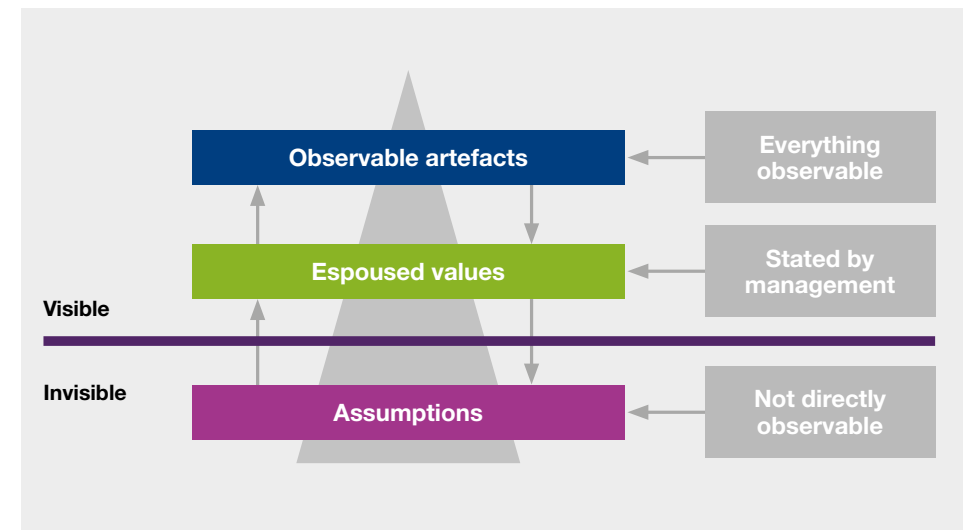 Observable artefacts
Everything
observable
Espoused values
Stated by
management
Visible
Invisible
Assumptions
Not directly
observable